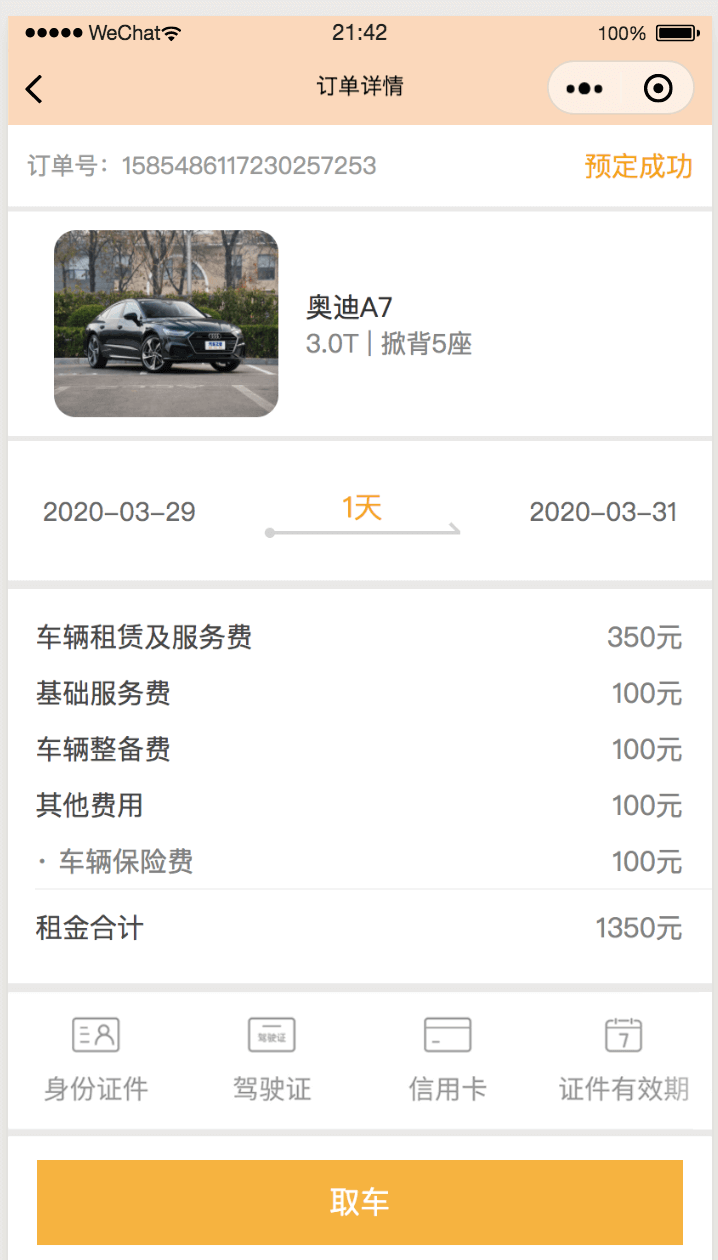 WeChat 21:42 100%
订单详情
订单号：1585486117230257253 预定成功
奥迪A7
3.0T | 掀背5座
1天
2020-03-29 2020-03-31
车辆租赁及服务费 350元
基础服务费 100元
车辆整备费 100元
其他费用 100元
· 车辆保险费 100元
租金合计 1350元
驾驶证 7
身份证件 驾驶证 信用卡 证件有效期
取车